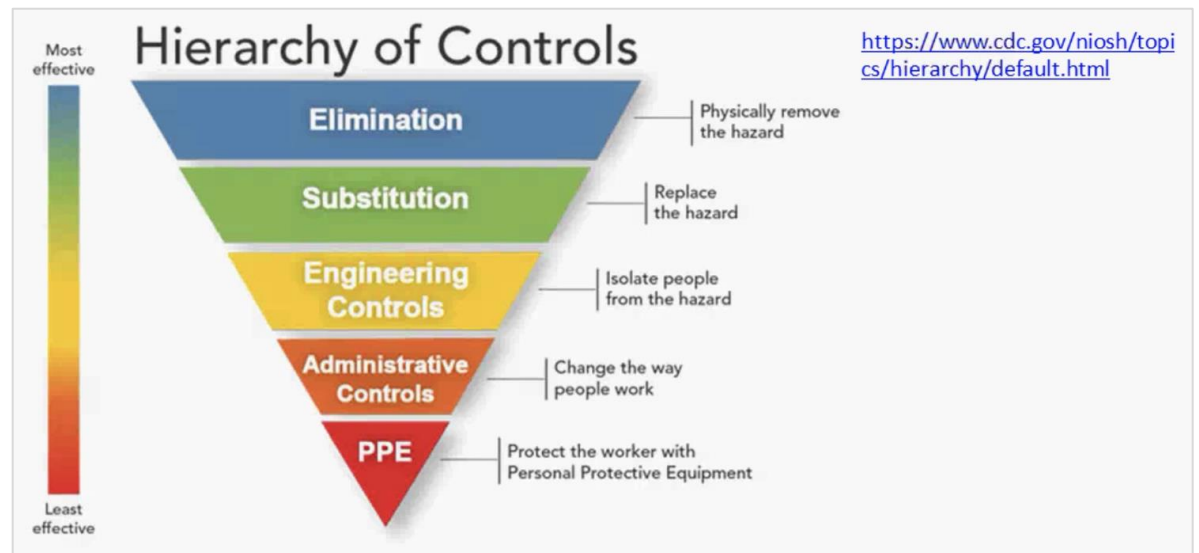 Hierarchy of Controls
https://www.cdc.gov/niosh/topi
cs/hierarchy/default.html
Most
effective
Elimination
Physically remove
the hazard
Substitution
Replace
the hazard
Engineering
Controls
Isolate people
from the hazard
Administrative
Controls
Change the way
people work
PPE
Protect the worker with
Personal Protective Equipment
Least
effective